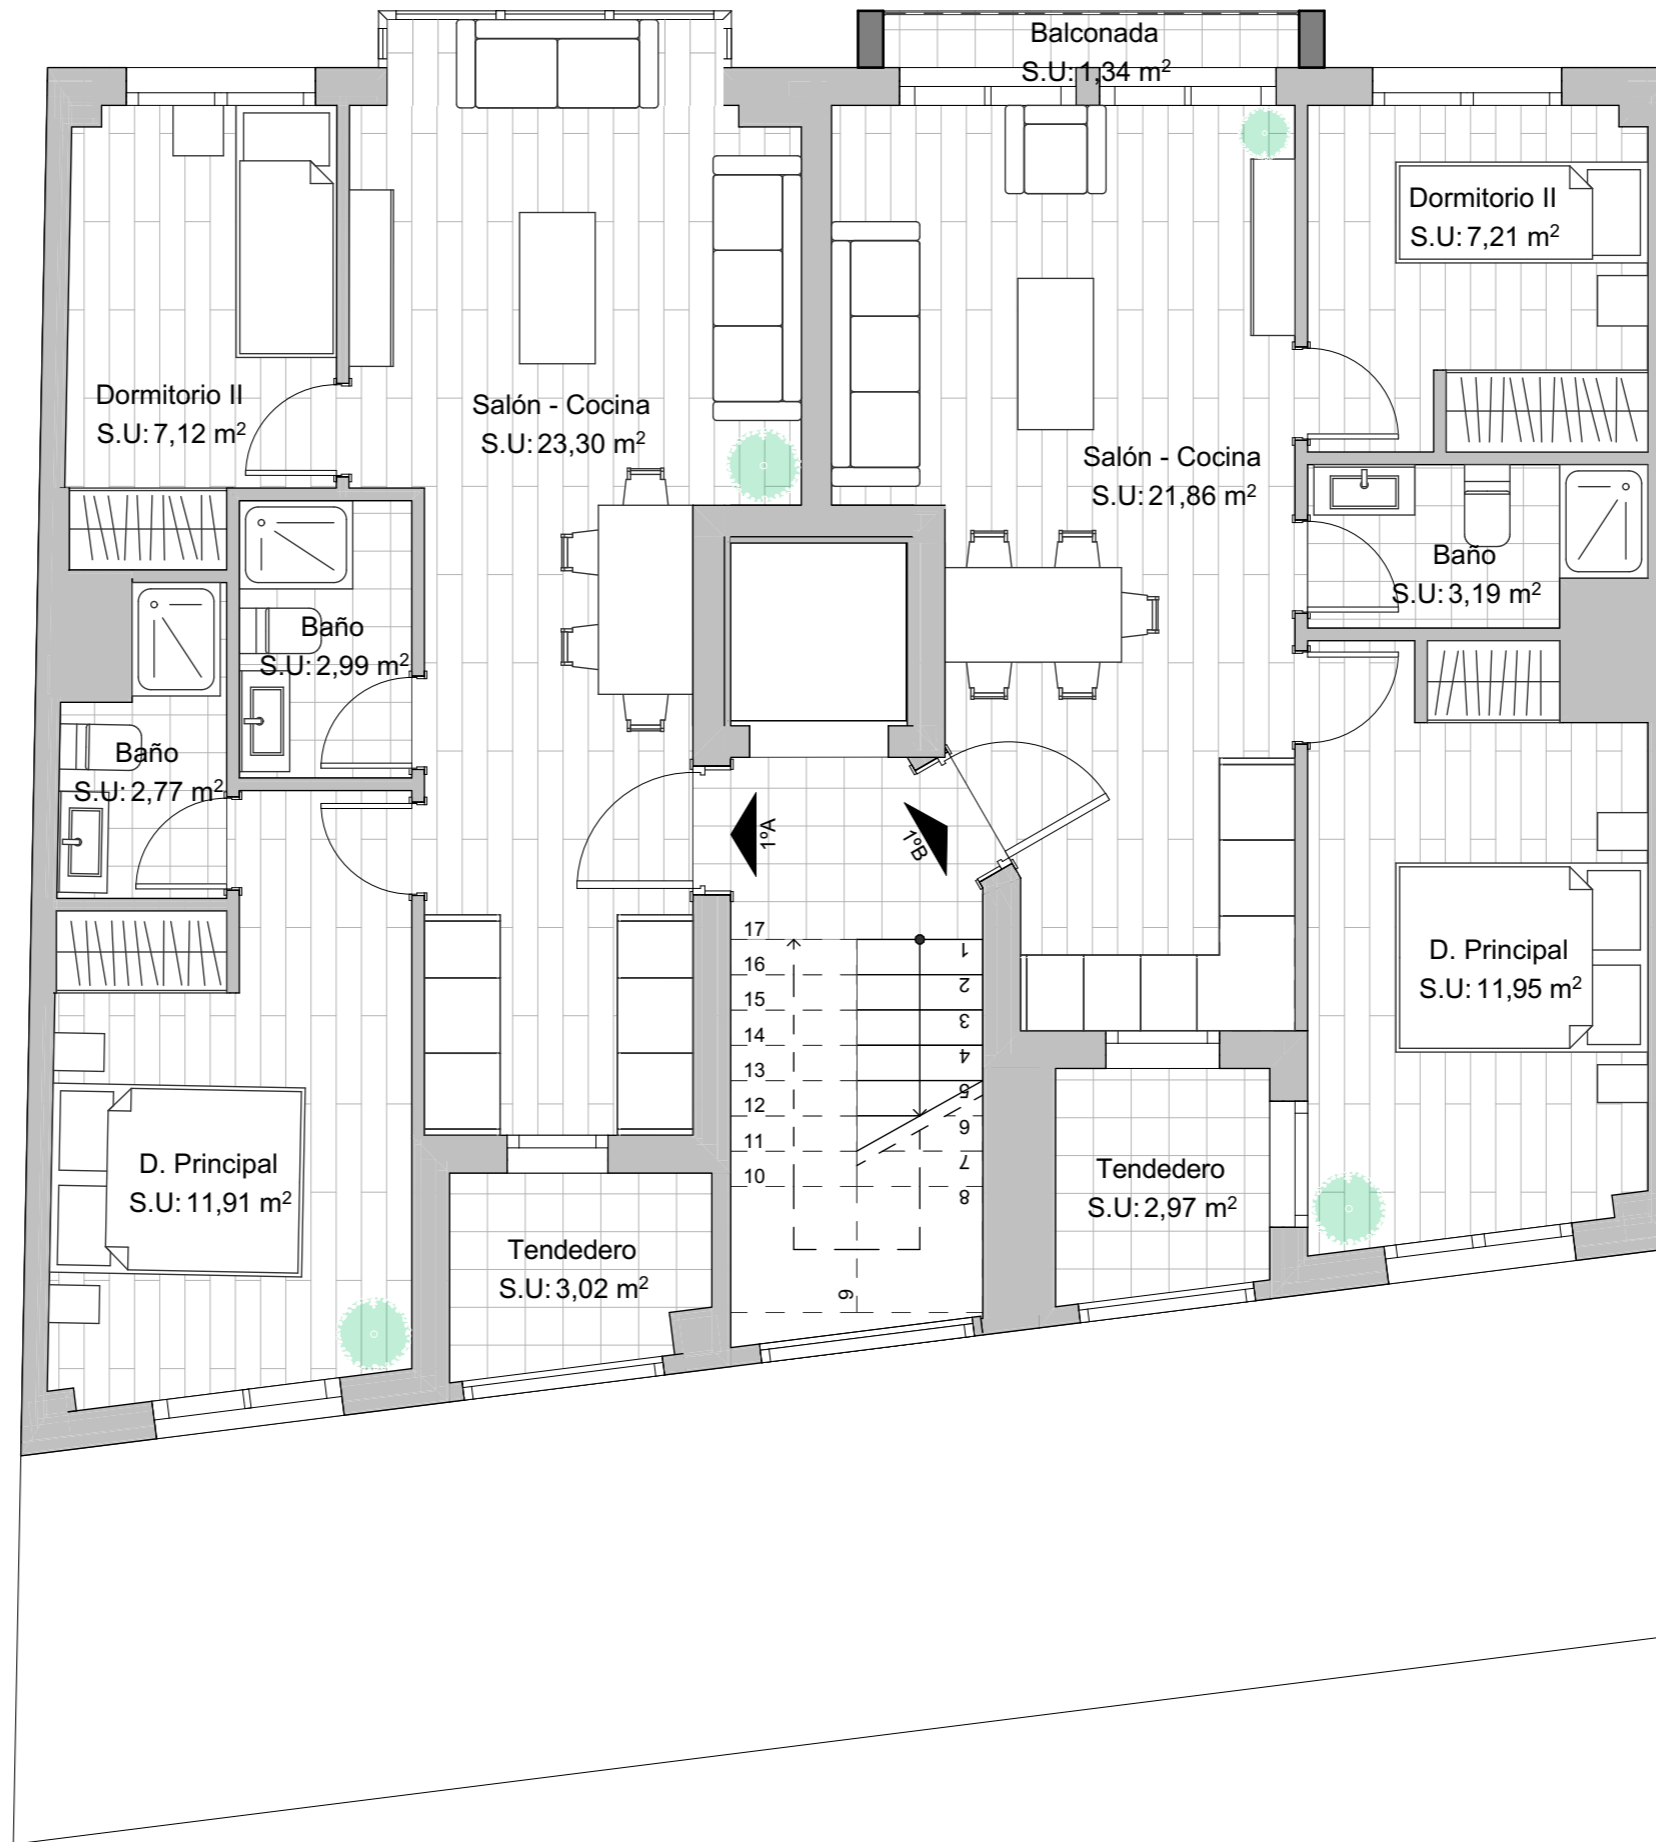 Balconada
S.U: 1,34 m²
Dormitorio II
S.U: 7,21 m²
Dormitorio II
S.U: 7,12 m²
Salón - Cocina
S.U: 23,30 m²
Salón - Cocina
S.U: 21,86 m²
Baño
S.U: 3,19 m²
Baño
S.U: 2,99 m²
Baño
S.U: 2,77 m²
1ºA
1ºB
17
16
15
14
13
12
11
10
1
2
3
4
5
6
7
8
9
D. Principal
S.U: 11,95 m²
D. Principal
S.U: 11,91 m²
Tendedero
S.U: 2,97 m²
Tendedero
S.U: 3,02 m²